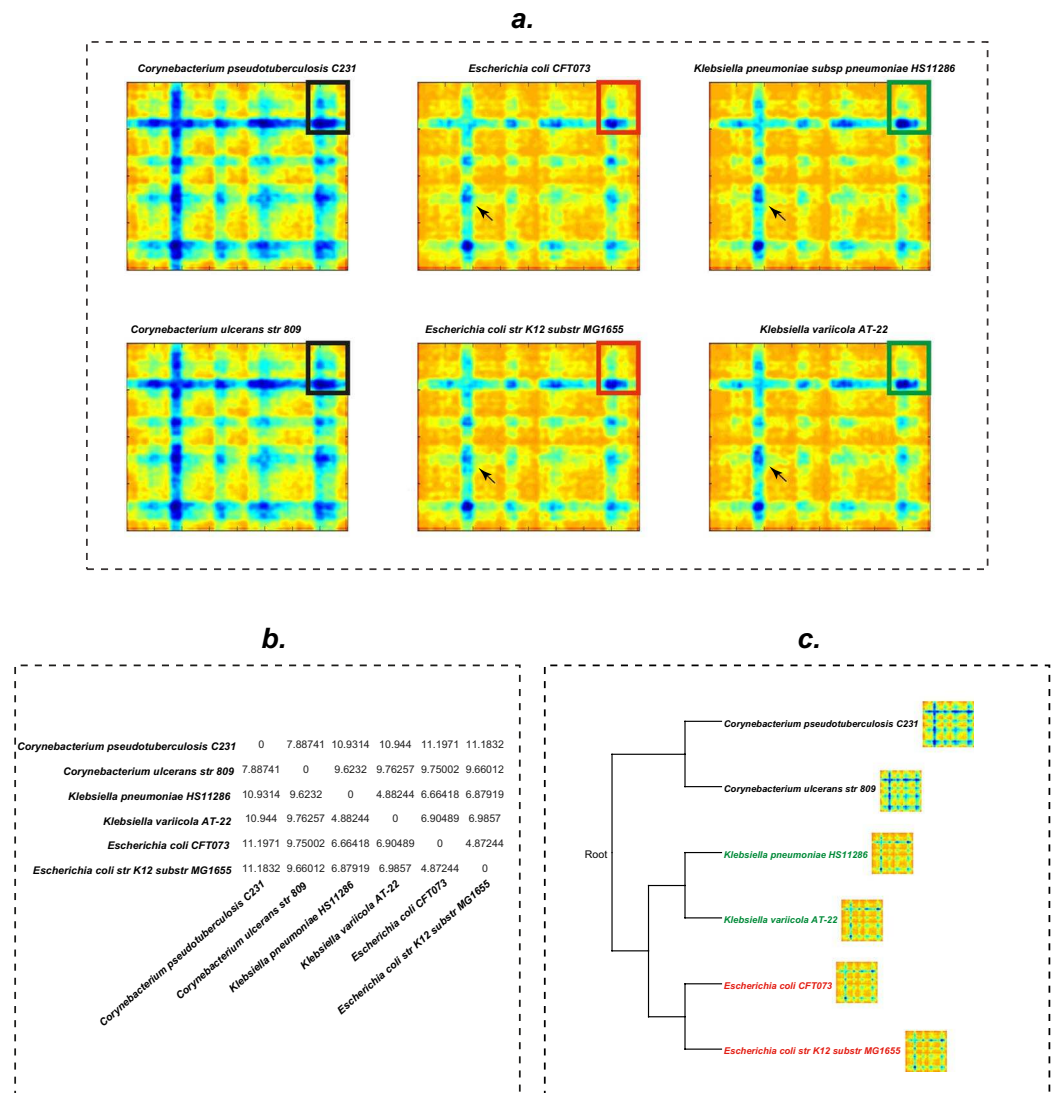 a.
Corynebacterium pseudotuberculosis C231
Escherichia coli CFT073
Klebsiella pneumoniae subsp pneumoniae HS11286
Corynebacterium ulcerans str 809
Escherichia coli str K12 substr MG1655
Klebsiella variicola AT-22
b.
Corynebacterium pseudotuberculosis C231 0 7.88741 10.9314 10.944 11.1971 11.1832
Corynebacterium ulcerans str 809 7.88741 0 9.6232 9.76257 9.75002 9.66012
Klebsiella pneumoniae HS11286 10.9314 9.6232 0 4.88244 6.66418 6.87919
Klebsiella variicola AT-22 10.944 9.76257 4.88244 0 6.90489 6.9857
Escherichia coli CFT073 11.1971 9.75002 6.66418 6.90489 0 4.87244
Escherichia coli str K12 substr MG1655 11.1832 9.66012 6.87919 6.9857 4.87244 0
Corynebacterium pseudotuberculosis C231
Corynebacterium ulcerans str 809
Klebsiella pneumoniae HS11286
Klebsiella variicola AT-22
Escherichia coli CFT073
Escherichia coli str K12 substr MG1655
c.
Corynebacterium pseudotuberculosis C231
Corynebacterium ulcerans str 809
Root
Klebsiella pneumoniae HS11286
Klebsiella variicola AT-22
Escherichia coli CFT073
Escherichia coli str K12 substr MG1655